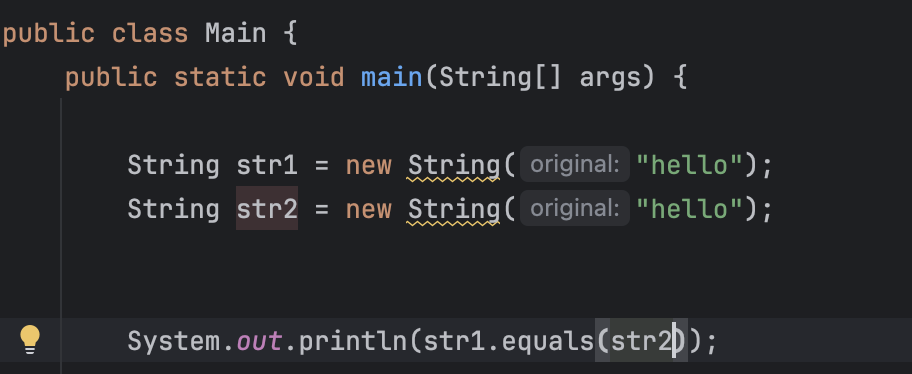 public class Main {
public static void main(String[] args) {
String str1 = new String( original: "hello");
String str2 = new String( original: "hello");
System.out.println(str1.equals(str2));